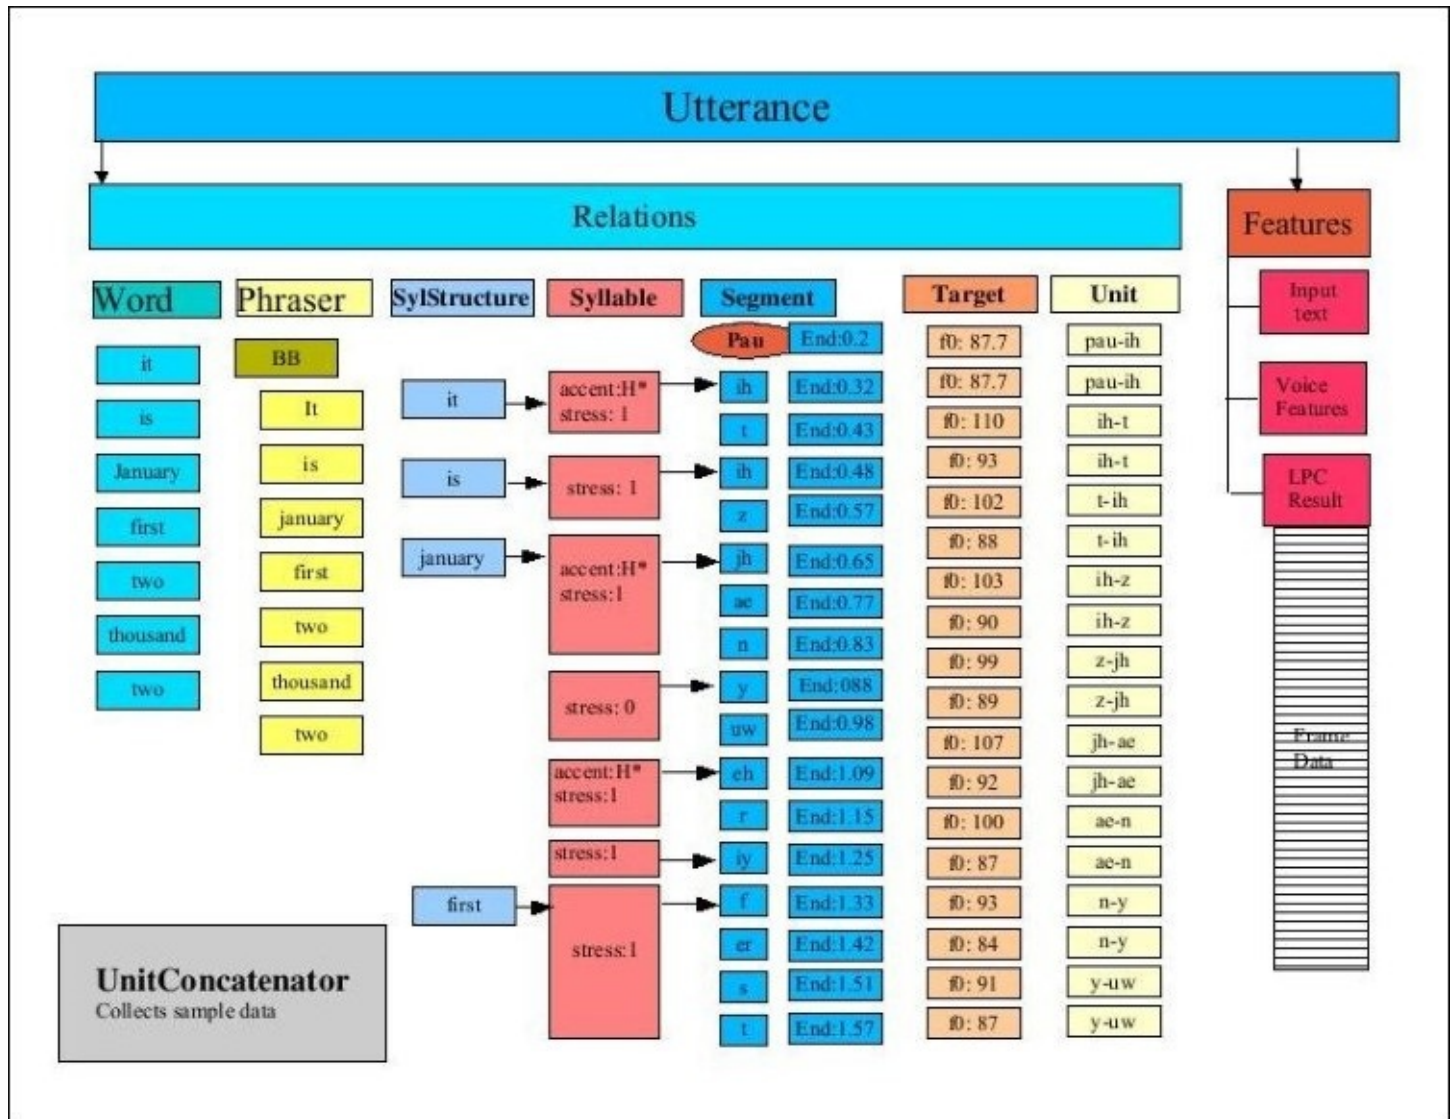 Utterance
Relations
Features
Word
Phraser
SylStructure
Syllable
Segment
Target
Unit
it
is
January
first
two
thousand
two
BB
It
is
january
first
two
thousand
two
it
is
january
first
accent:H*
stress: 1
stress: 1
accent:H*
stress:1
stress: 0
accent:H*
stress:1
stress:1
stress:1
Pau End:0.2
ih End:0.32
t End:0.43
ih End:0.48
z End:0.57
jh End:0.65
ae End:0.77
n End:0.83
y End:088
uw End:0.98
eh End:1.09
r End:1.15
iy End:1.25
f End:1.33
er End:1.42
s End:1.51
t End:1.57
f0: 87.7
f0: 87.7
f0: 110
f0: 93
f0: 102
f0: 88
f0: 103
f0: 90
f0: 99
f0: 89
f0: 107
f0: 92
f0: 100
f0: 87
f0: 93
f0: 84
f0: 91
f0: 87
pau-ih
pau-ih
ih-t
ih-t
t-ih
t-ih
ih-z
ih-z
z-jh
z-jh
jh-ae
jh-ae
ae-n
ae-n
n-y
n-y
y-uw
y-uw
Input
text
Voice
Features
LPC
Result
Frame
Data
UnitConcatenator
Collects sample data